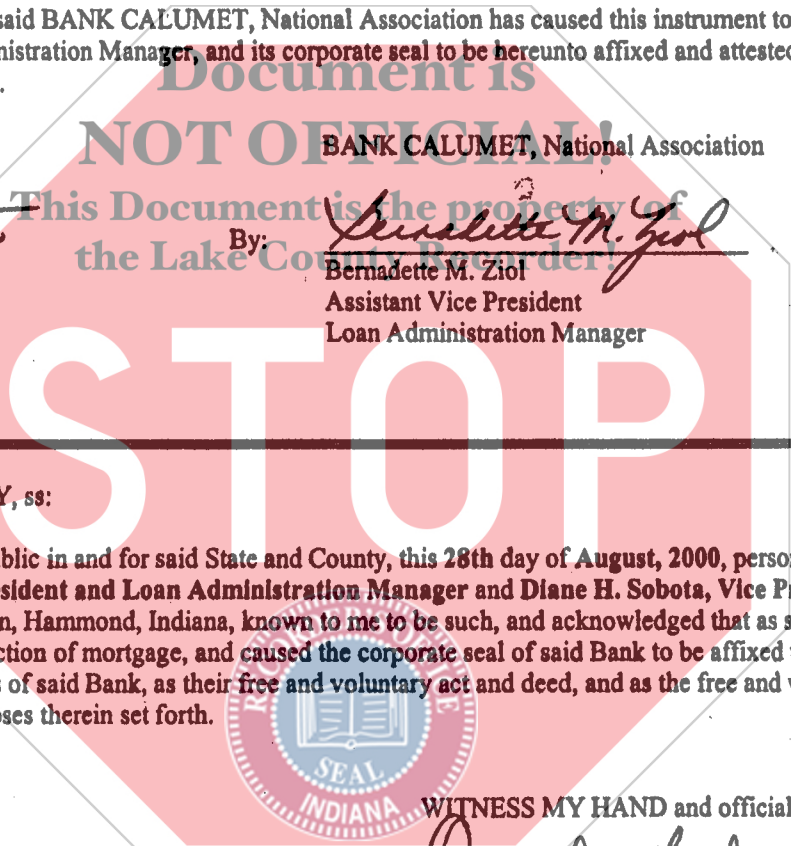 said BANK CALUMET, National Association has caused this instrument to
nistration Manager, and its corporate seal to be hereunto affixed and attested
Document is
NOT OFFICIAL!
BANK CALUMET, National Association
This Document is the property of
the Lake County Recorder!
By: Bernadette M. Ziol
Bernadette M. Ziol
Assistant Vice President
Loan Administration Manager
STOP
Y, ss:
blic in and for said State and County, this 28th day of August, 2000, person
sident and Loan Administration Manager and Diane H. Sobota, Vice P
n, Hammond, Indiana, known to me to be such, and acknowledged that as s
ction of mortgage, and caused the corporate seal of said Bank to be affixed
s of said Bank, as their free and voluntary act and deed, and as the free and v
oses therein set forth.
RECORDER'S OFFICE
SEAL
INDIANA
WITNESS MY HAND and official